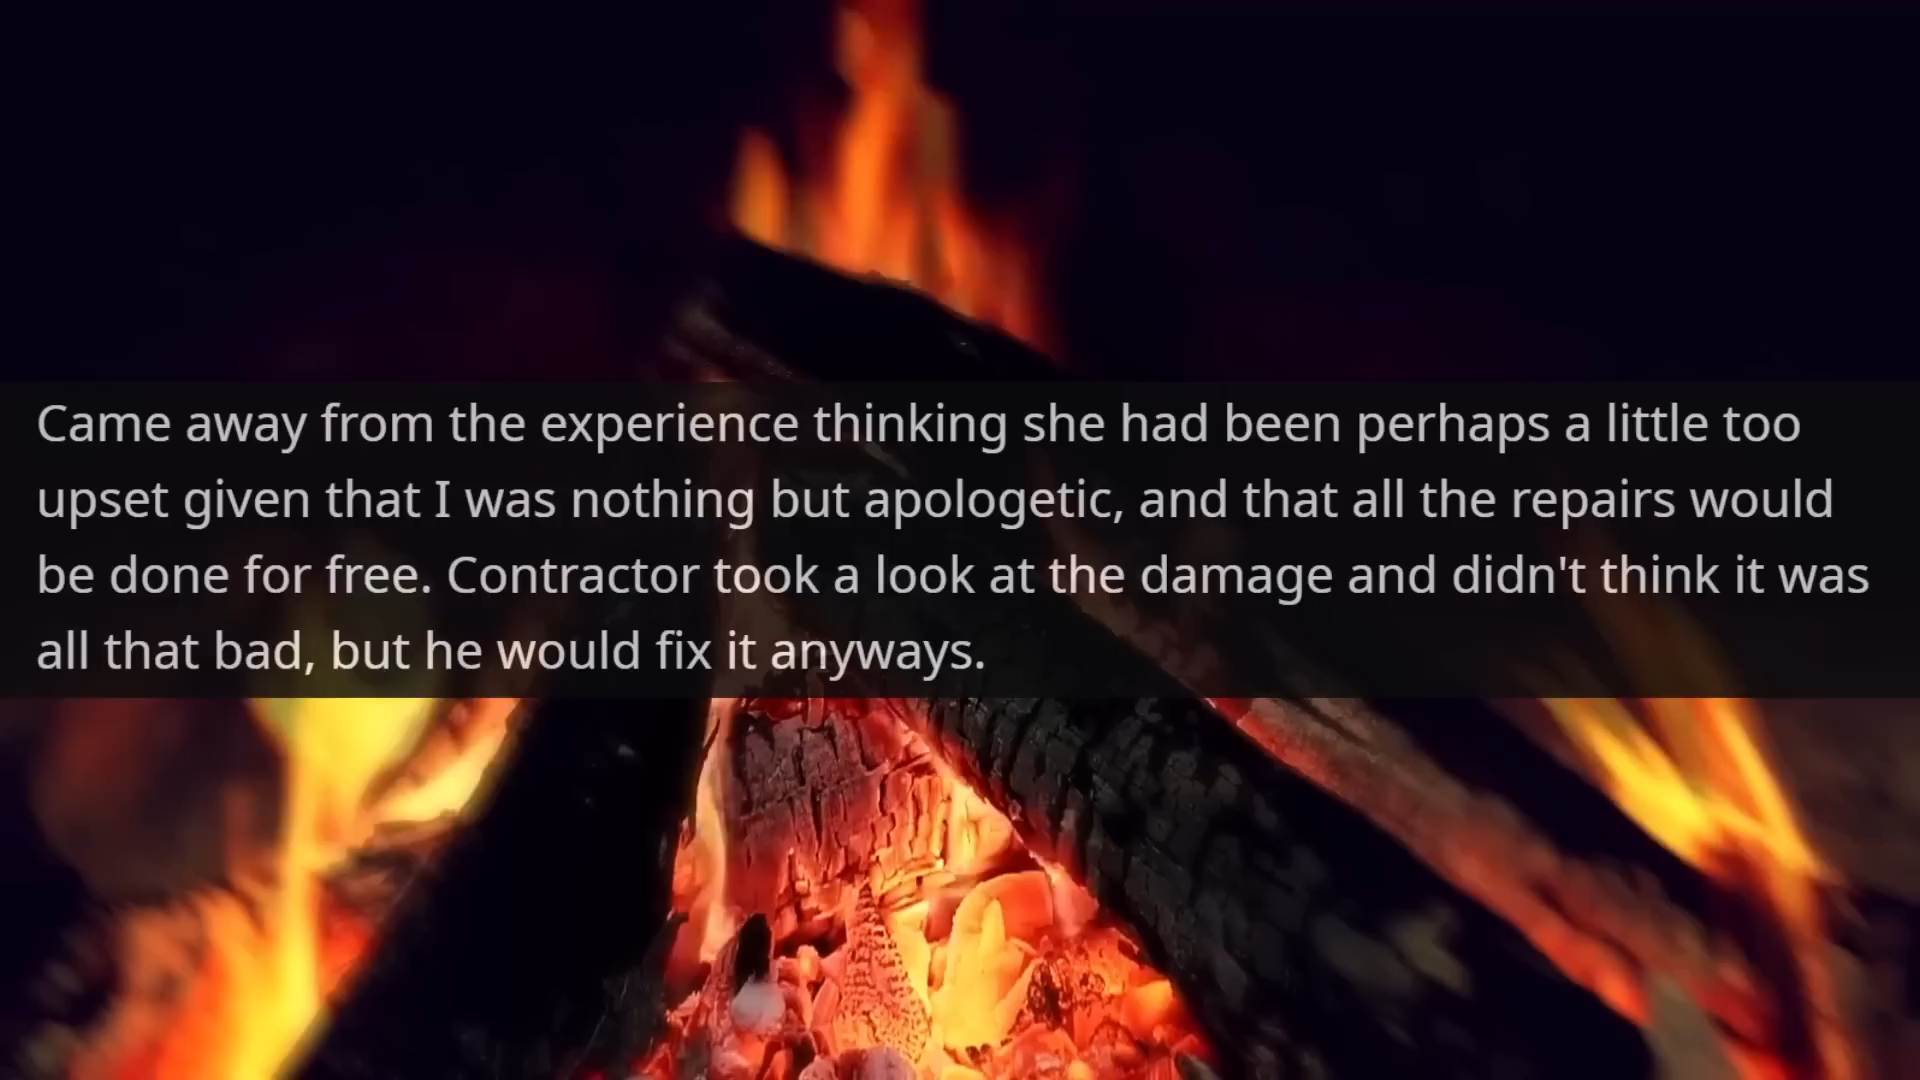 Came away from the experience thinking she had been perhaps a little too
upset given that I was nothing but apologetic, and that all the repairs would
be done for free. Contractor took a look at the damage and didn't think it was
all that bad, but he would fix it anyways.